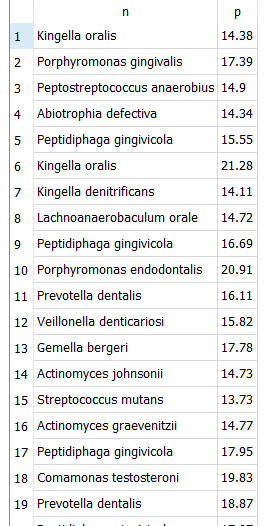 n p
1 Kingella oralis 14.38
2 Porphyromonas gingivalis 17.39
3 Peptostreptococcus anaerobius 14.9
4 Abiotrophia defectiva 14.34
5 Peptidiphaga gingivicola 15.55
6 Kingella oralis 21.28
7 Kingella denitrificans 14.11
8 Lachnoanaerobaculum orale 14.72
9 Peptidiphaga gingivicola 16.69
10 Porphyromonas endodontalis 20.91
11 Prevotella dentalis 16.11
12 Veillonella denticariosi 15.82
13 Gemella bergeri 17.78
14 Actinomyces johnsonii 14.73
15 Streptococcus mutans 13.73
16 Actinomyces graevenitzii 14.77
17 Peptidiphaga gingivicola 17.95
18 Comamonas testosteroni 19.83
19 Prevotella dentalis 18.87